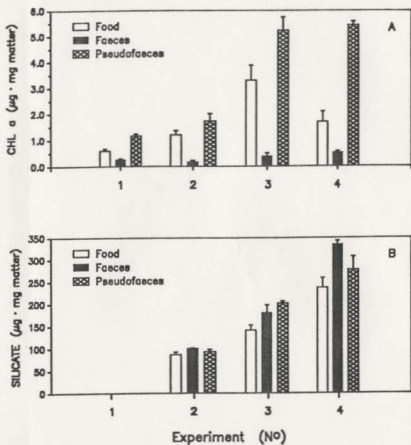 A
CHL a (µg · mg matter)
6.0
5.0
4.0
3.0
2.0
1.0
0.0
Food
Faeces
Pseudofaeces
1 2 3 4
B
SILICATE (µg · mg matter)
350
300
250
200
150
100
50
0
Food
Faeces
Pseudofaeces
1 2 3 4
Experiment (Nº)